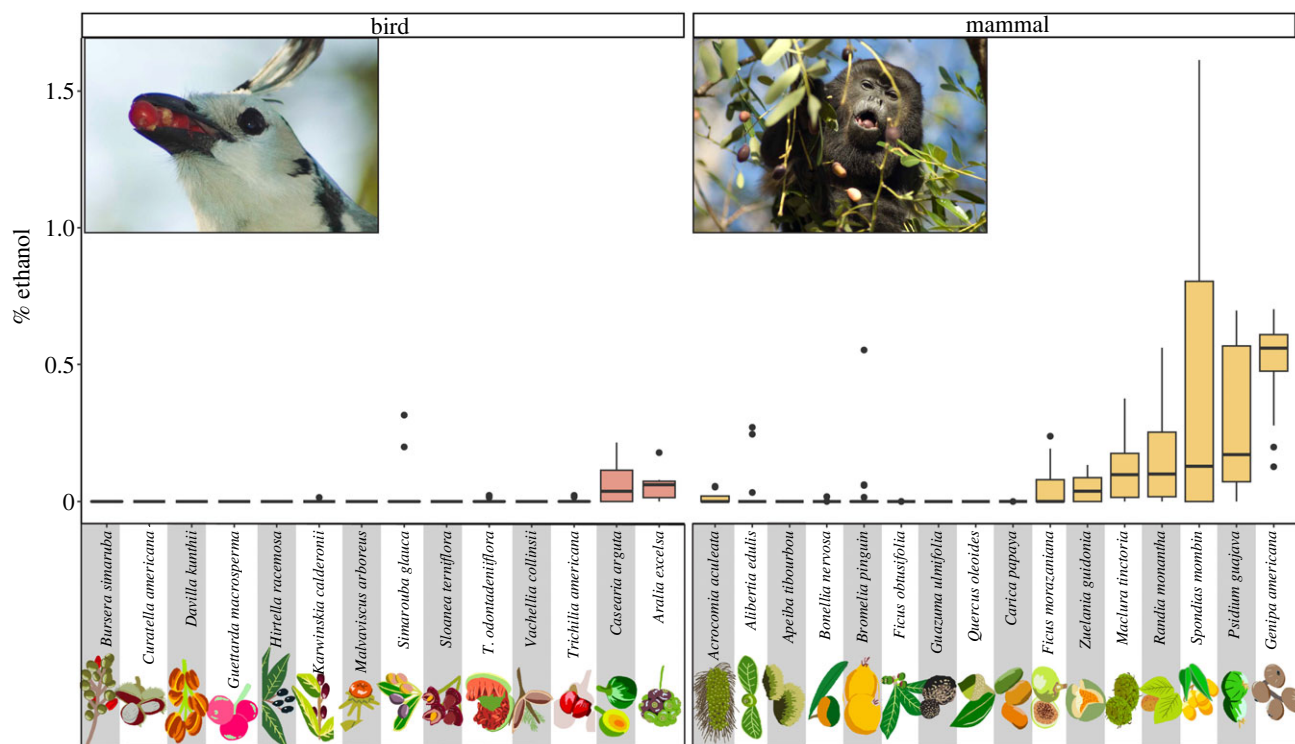 bird
mammal
% ethanol
1.5
1.0
0.5
0
Bursera simaruba
Curatella americana
Davilla kunthii
Guettarda macrosperma
Hirtella racemosa
Karwinskia calderonii
Malvaviscus arboreus
Simarouba glauca
Sloanea terniflora
T. odontadeniiflora
Vachellia collinsii
Trichilia americana
Casearia arguta
Aralia excelsa
Acrocomia aculeata
Alibertia edulis
Apeiba tibourbou
Bonellia nervosa
Bromelia pinguin
Ficus obtusifolia
Guazuma ulmifolia
Quercus oleoides
Carica papaya
Ficus morazaniana
Zuelania guidonia
Maclura tinctoria
Randia monantha
Spondias mombin
Psidium guajava
Genipa americana